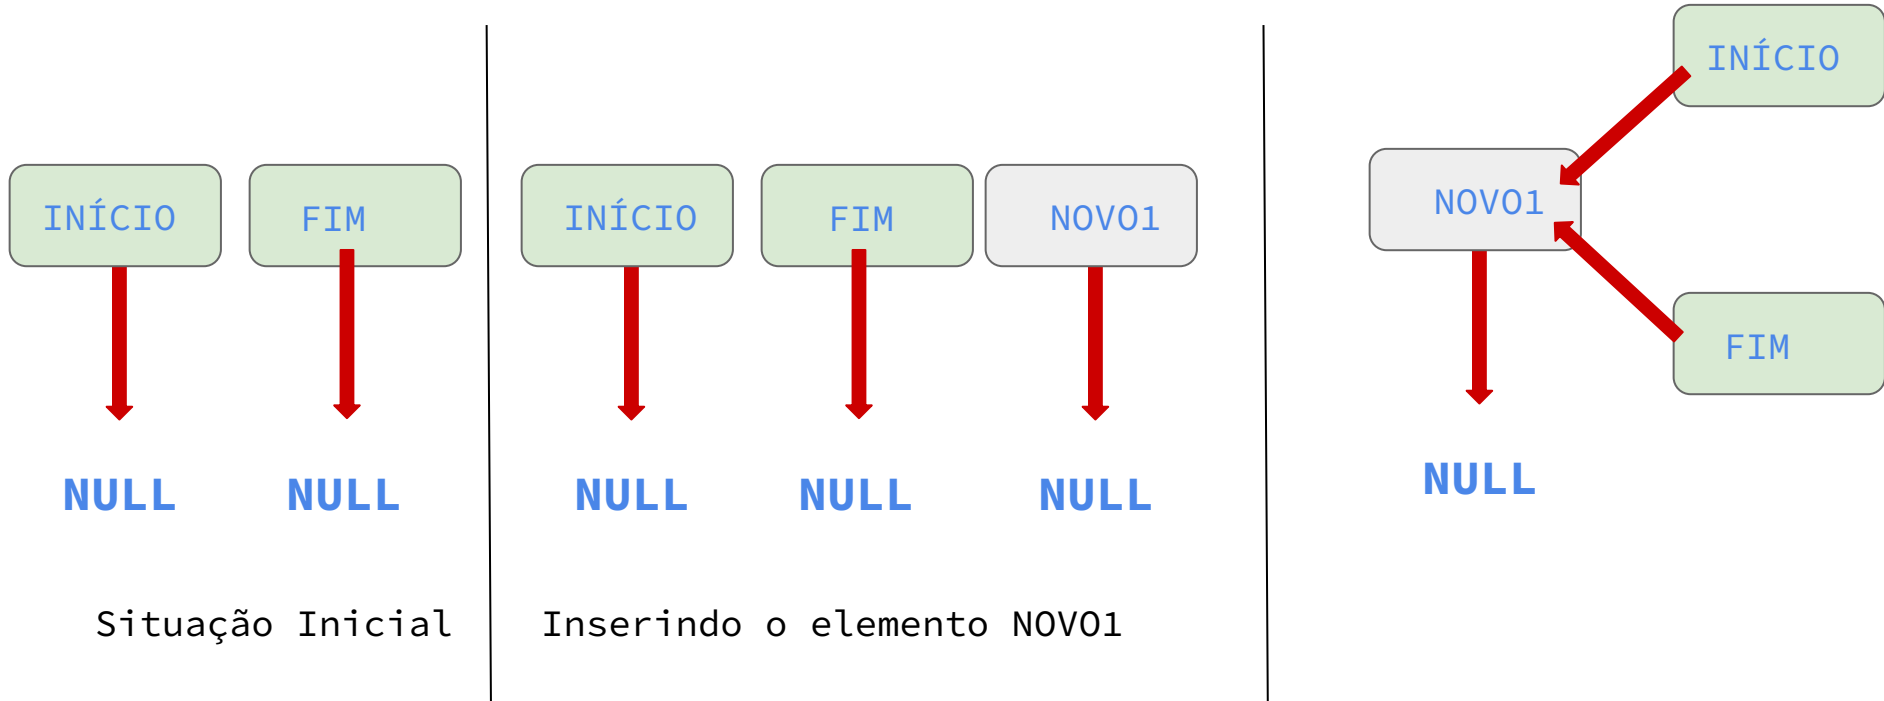 INÍCIO
FIM
NULL
NULL
Situação Inicial
INÍCIO
FIM
NOVO1
NULL
NULL
NULL
Inserindo o elemento NOVO1
INÍCIO
NOVO1
FIM
NULL